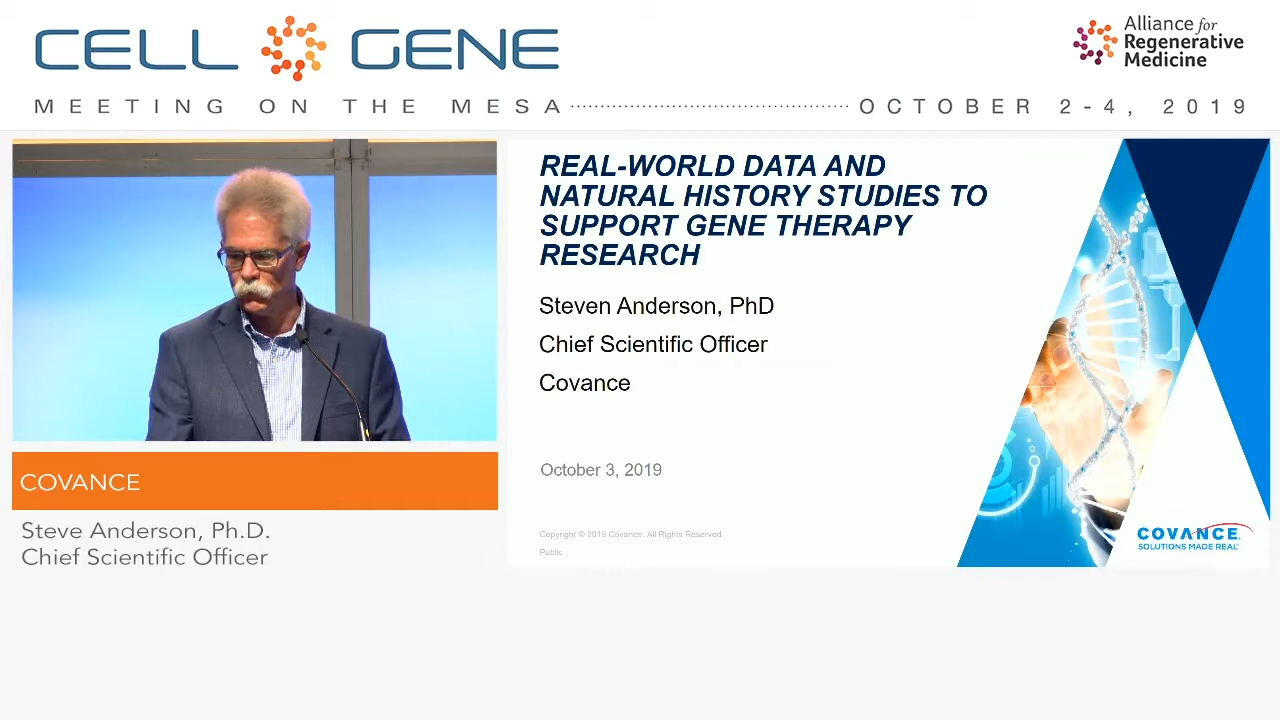 CELL GENE
Alliance for
Regenerative
Medicine
MEETING ON THE MESA
OCTOBER 2-4, 2019
REAL-WORLD DATA AND
NATURAL HISTORY STUDIES TO
SUPPORT GENE THERAPY
RESEARCH
Steven Anderson, PhD
Chief Scientific Officer
Covance
October 3, 2019
Copyright © 2019 Covance. All Rights Reserved
Public
COVANCE
SOLUTIONS MADE REAL
COVANCE
Steve Anderson, Ph.D.
Chief Scientific Officer